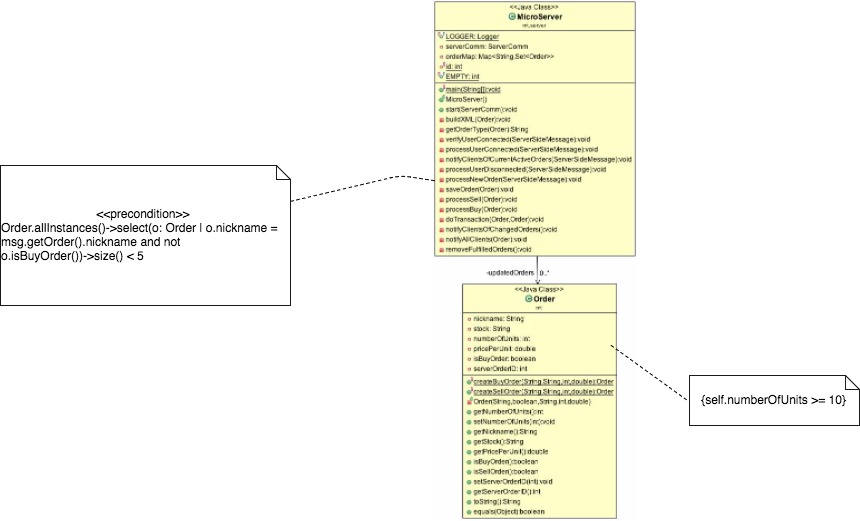 <<Java Class>>
MicroServer
mt.server
LOGGER: Logger
serverComm: ServerComm
orderMap: Map<String,Set<Order>>
id: int
EMPTY: int
main(String[]):void
MicroServer()
start(ServerComm):void
buildXML(Order):void
getOrderType(Order):String
verifyUserConnected(ServerSideMessage):void
processUserConnected(ServerSideMessage):void
notifyClientsOfCurrentActiveOrders(ServerSideMessage):void
processUserDisconnected(ServerSideMessage):void
processNewOrder(ServerSideMessage):void
saveOrder(Order):void
processSell(Order):void
processBuy(Order):void
doTransaction(Order,Order):void
notifyClientsOfChangedOrders():void
notifyAllClients(Order):void
removeFulfilledOrders():void
<<precondition>>
Order.allInstances()->select(o: Order | o.nickname =
msg.getOrder().nickname and not
o.isBuyOrder())->size() < 5
-updatedOrders 0..*
<<Java Class>>
Order
mt
nickname: String
stock: String
numberOfUnits: int
pricePerUnit: double
isBuyOrder: boolean
serverOrderID: int
createBuyOrder(String,String,int,double):Order
createSellOrder(String,String,int,double):Order
Order(String,boolean,String,int,double)
getNumberOfUnits():int
setNumberOfUnits(int):void
getNickname():String
getStock():String
getPricePerUnit():double
isBuyOrder():boolean
isSellOrder():boolean
setServerOrderID(int):void
getServerOrderID():int
toString():String
equals(Object):boolean
{self.numberOfUnits >= 10}